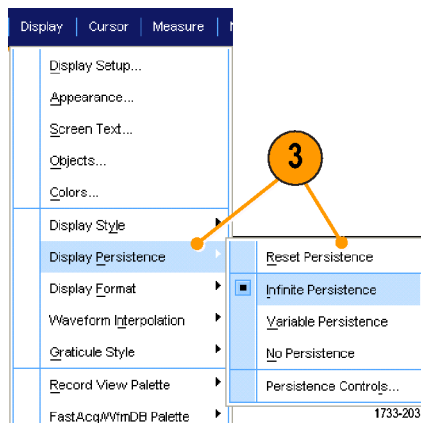 Display Cursor Measure
Display Setup...
Appearance...
Screen Text...
Objects...
3
Colors...
Display Style
Display Persistence
Reset Persistence
Display Format
Infinite Persistence
Waveform Interpolation
Variable Persistence
Graticule Style
No Persistence
Record View Palette
Persistence Controls...
FastAcq/WfmDB Palette
1733-203